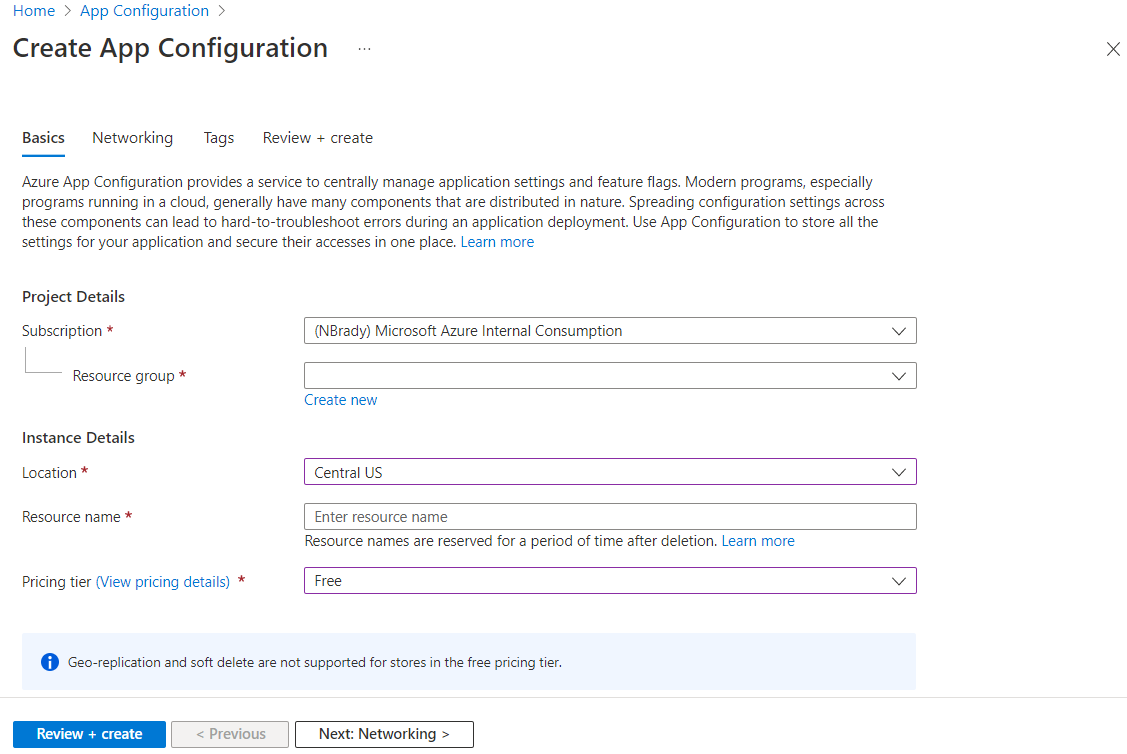 Home > App Configuration >
Create App Configuration ...
Basics Networking Tags Review + create
Azure App Configuration provides a service to centrally manage application settings and feature flags. Modern programs, especially
programs running in a cloud, generally have many components that are distributed in nature. Spreading configuration settings across
these components can lead to hard-to-troubleshoot errors during an application deployment. Use App Configuration to store all the
settings for your application and secure their accesses in one place. Learn more
Project Details
Subscription * (NBrady) Microsoft Azure Internal Consumption
Resource group *
Create new
Instance Details
Location * Central US
Resource name * Enter resource name
Resource names are reserved for a period of time after deletion. Learn more
Pricing tier (View pricing details) * Free
Geo-replication and soft delete are not supported for stores in the free pricing tier.
Review + create < Previous Next: Networking >